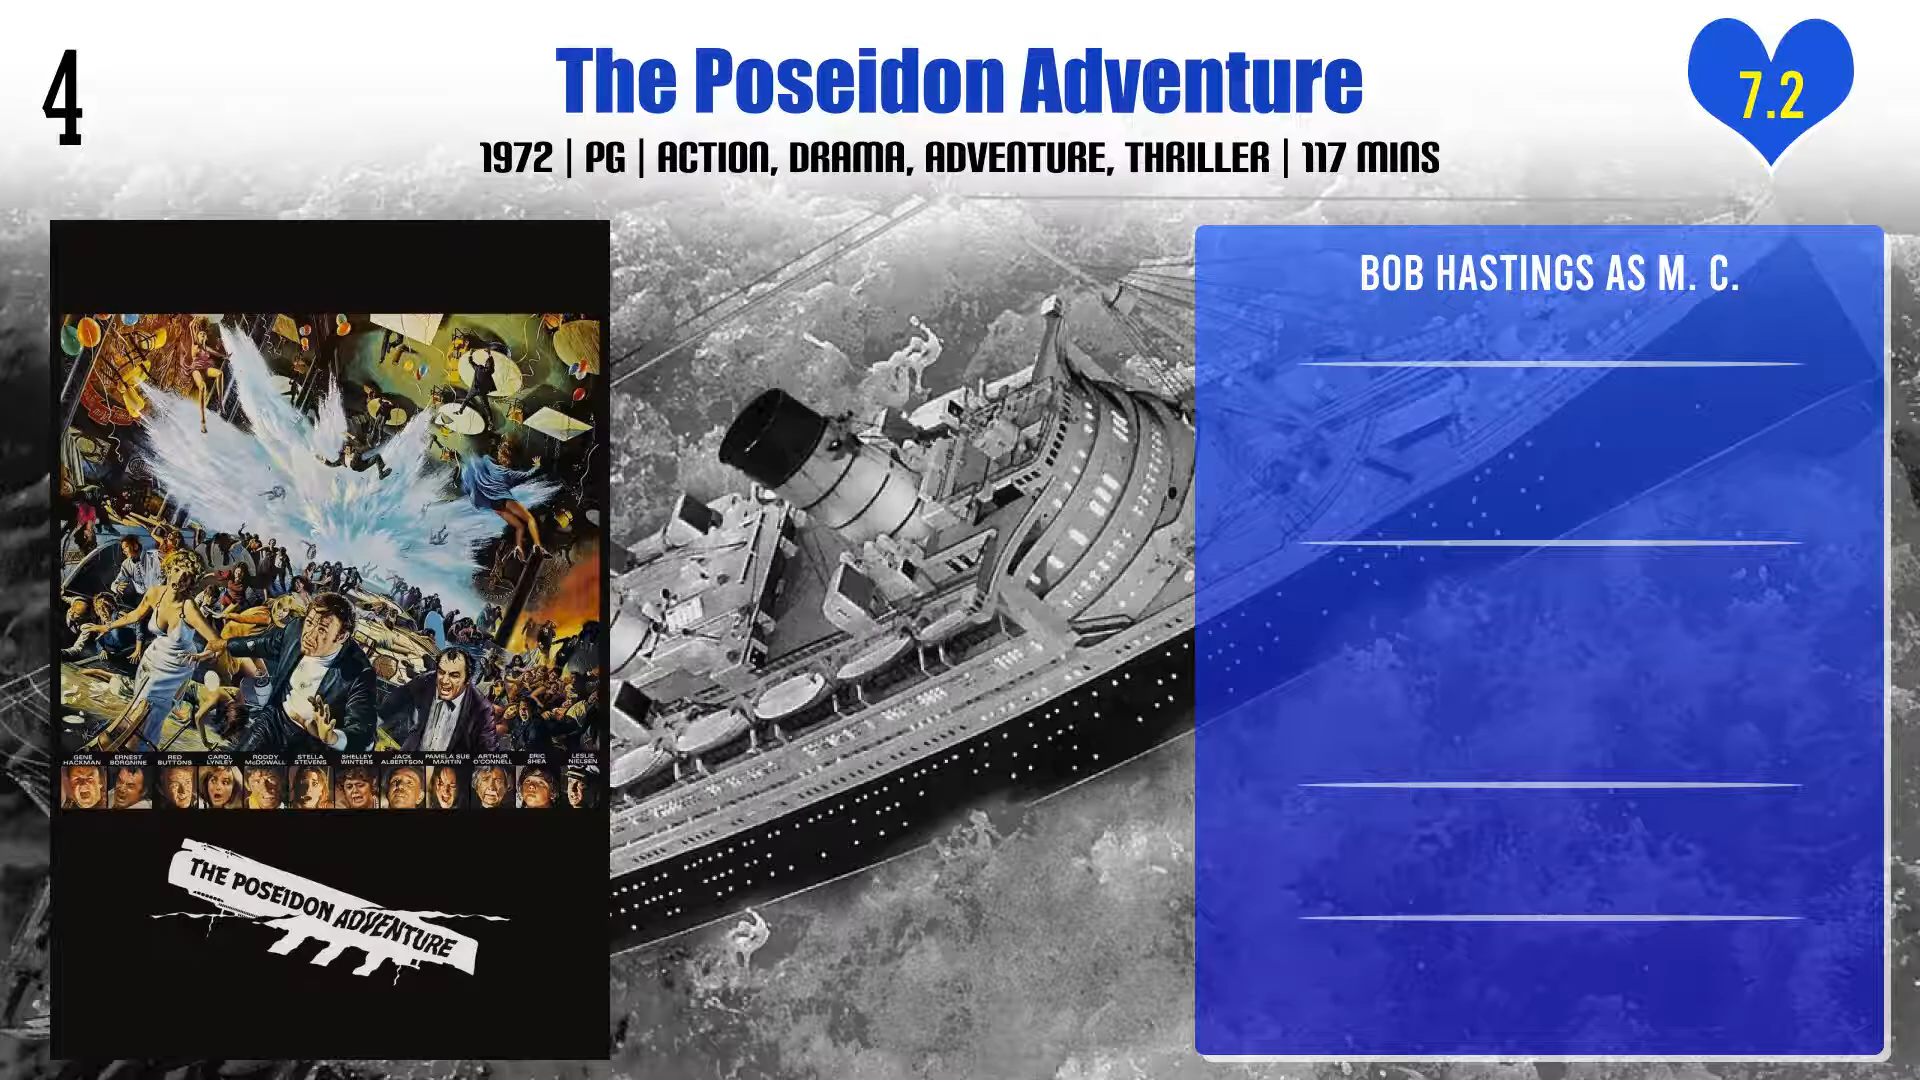 4
The Poseidon Adventure
7.2
1972 | PG | ACTION, DRAMA, ADVENTURE, THRILLER | 117 MINS
BOB HASTINGS AS M. C.
GENE HACKMAN
ERNEST BORGNINE
RED BUTTONS
CAROL LYNLEY
RODDY McDOWALL
STELLA STEVENS
SHELLEY WINTERS
JACK ALBERTSON
PAMELA SUE MARTIN
ARTHUR O'CONNELL
ERIC SHEA
LESLIE NIELSEN
THE POSEIDON ADVENTURE